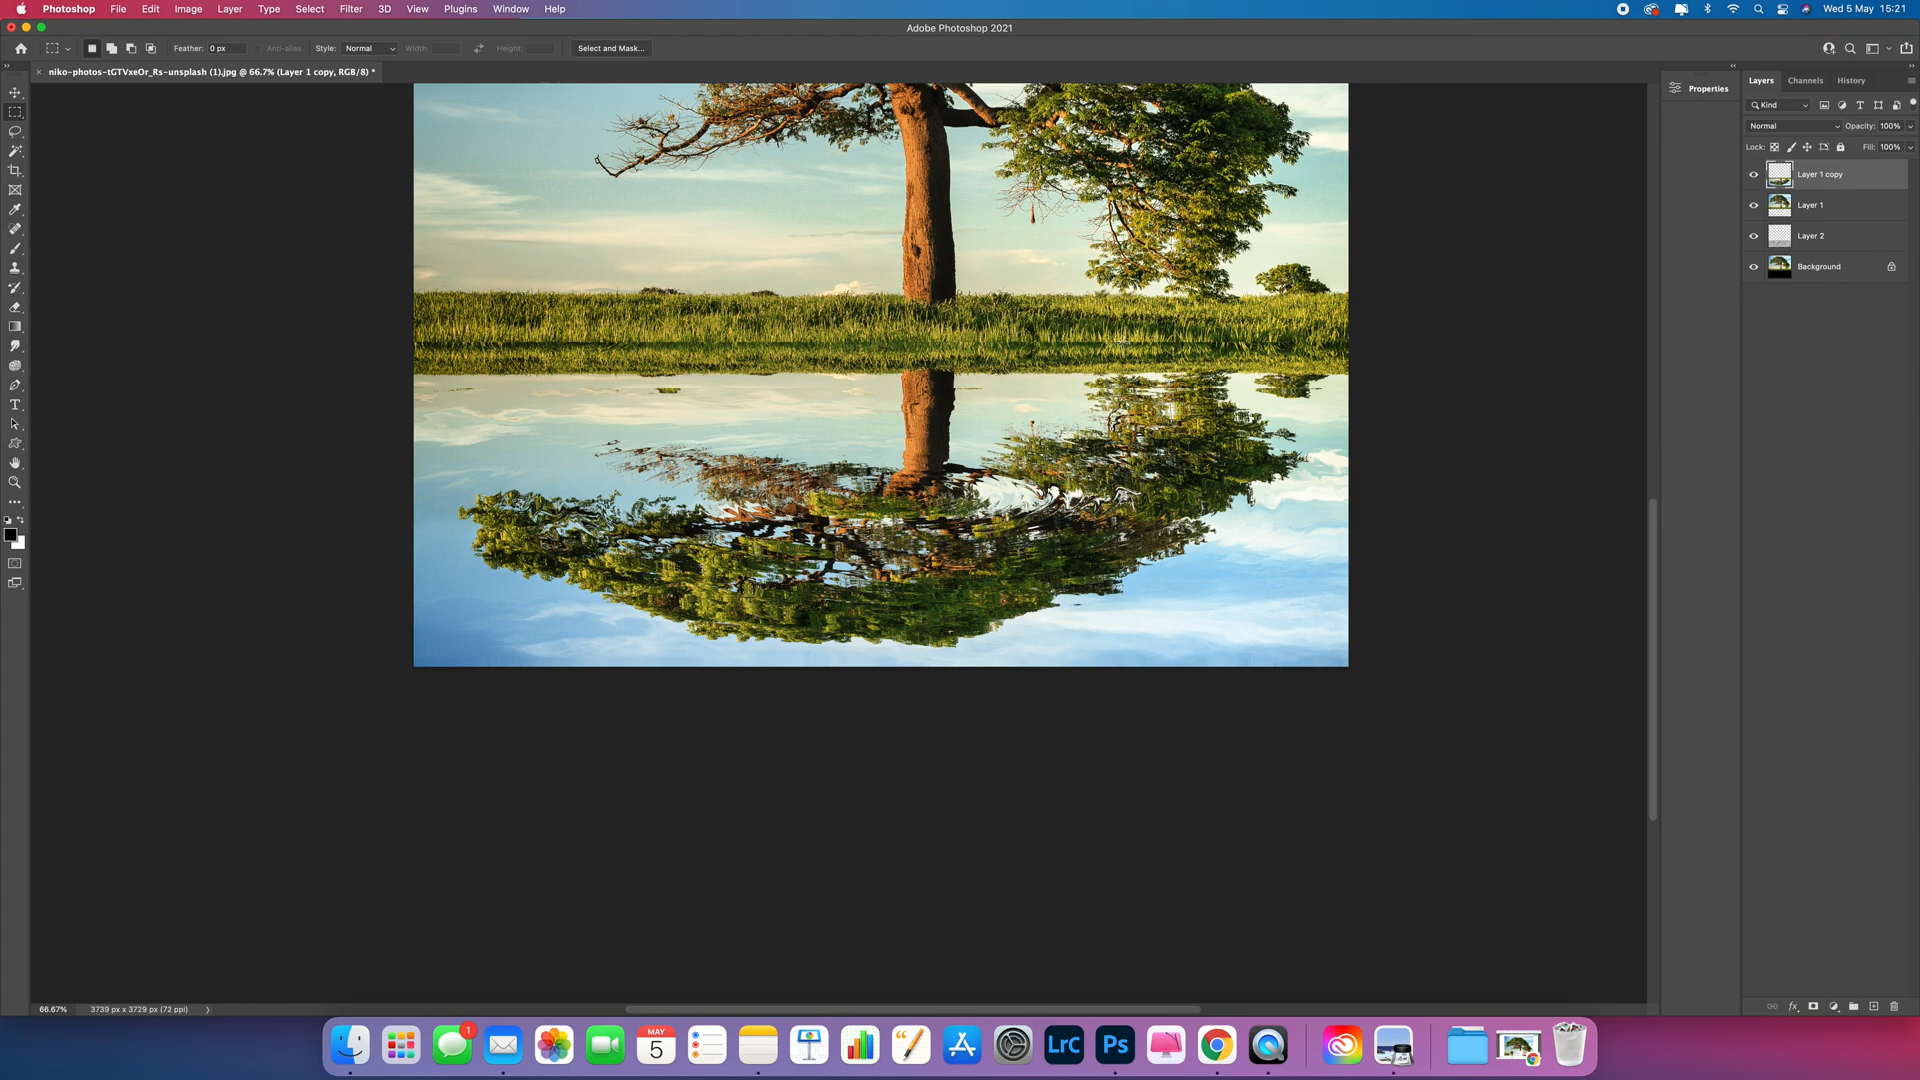 Photoshop File Edit Image Layer Type Select Filter 3D View Plugins Window Help Wed 5 May 15:21
Adobe Photoshop 2021
Feather: 0 px Anti-alias Style: Normal Width: Height: Select and Mask...
niko-photos-tGTVxeOr_Rs-unsplash (1).jpg @ 66.7% (Layer 1 copy, RGB/8) *
Properties
Layers Channels History
Kind
Normal Opacity: 100%
Lock: Fill: 100%
Layer 1 copy
Layer 1
Layer 2
Background
T
fx
66.67% 3739 px x 3729 px (72 ppi)
1
MAY
5
LrC
Ps